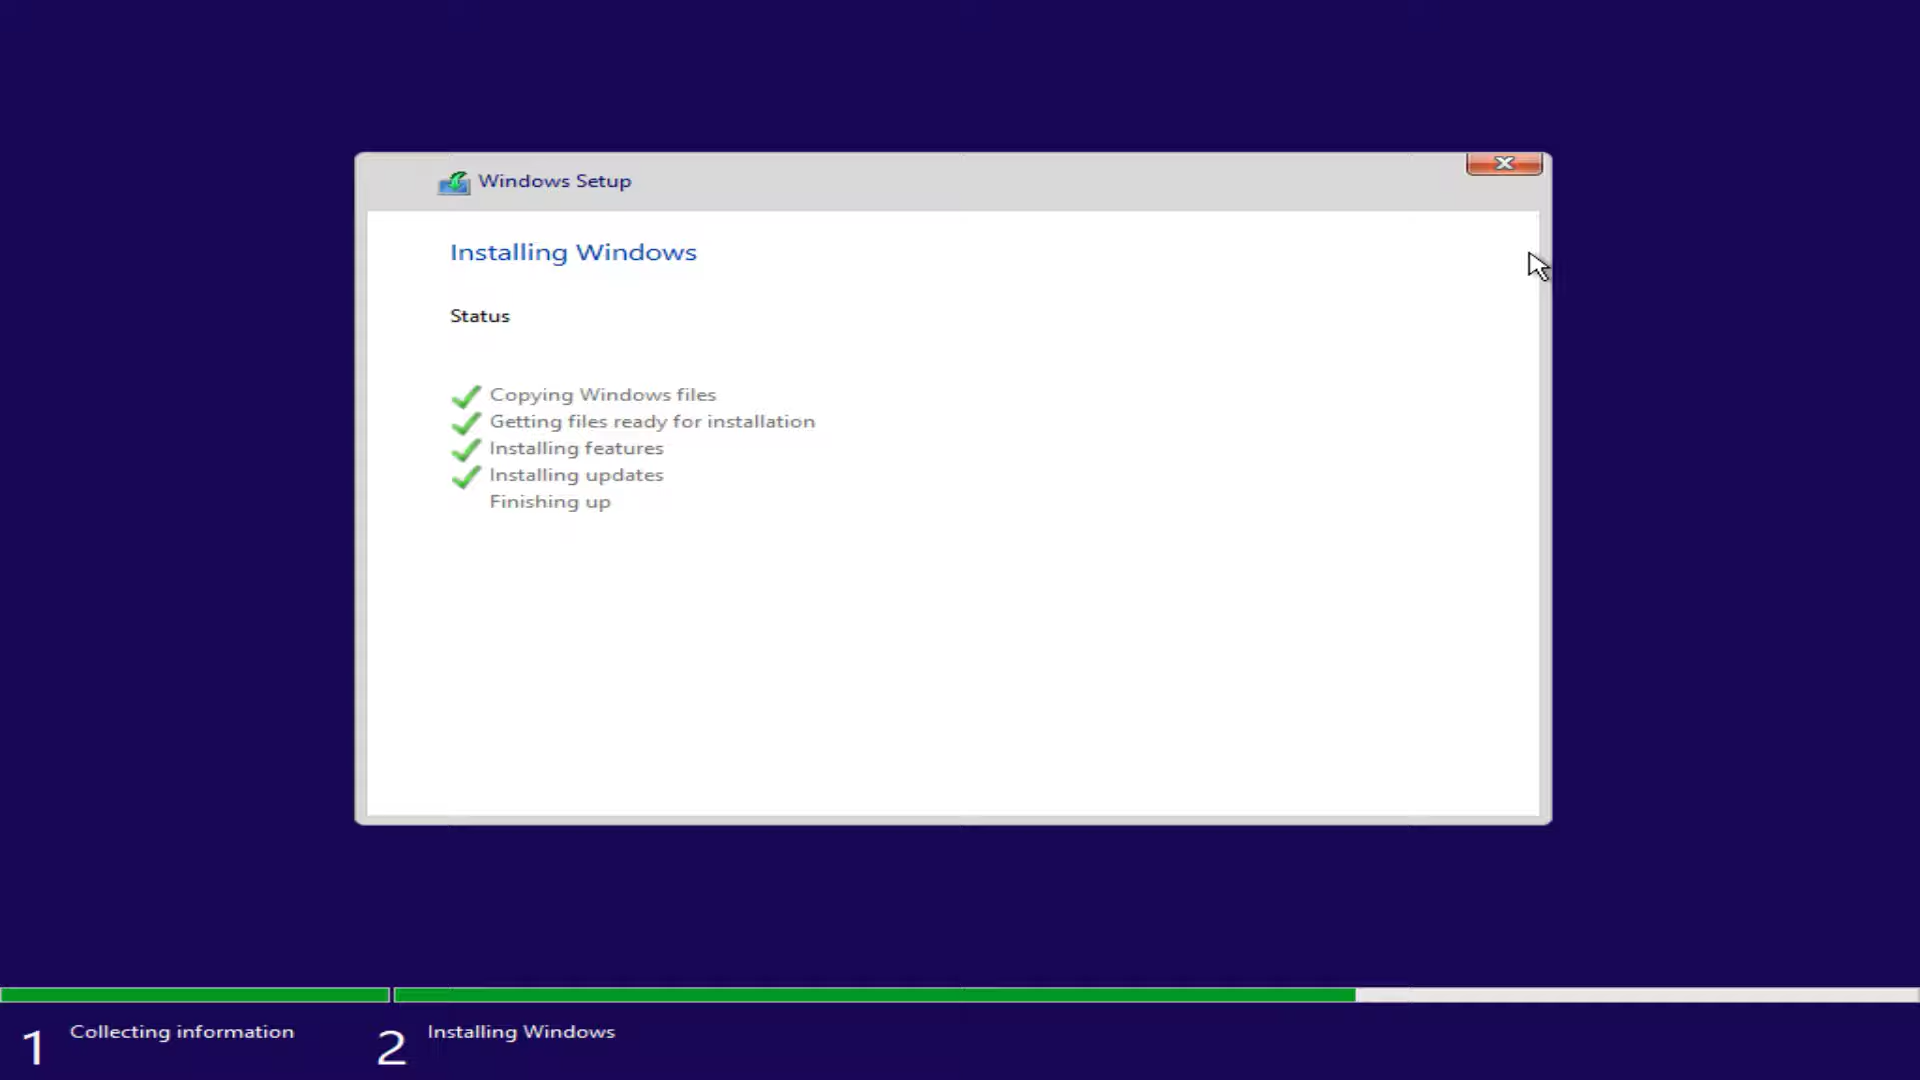 Windows Setup
Installing Windows
Status
Copying Windows files
Getting files ready for installation
Installing features
Installing updates
Finishing up
1 Collecting information
2 Installing Windows